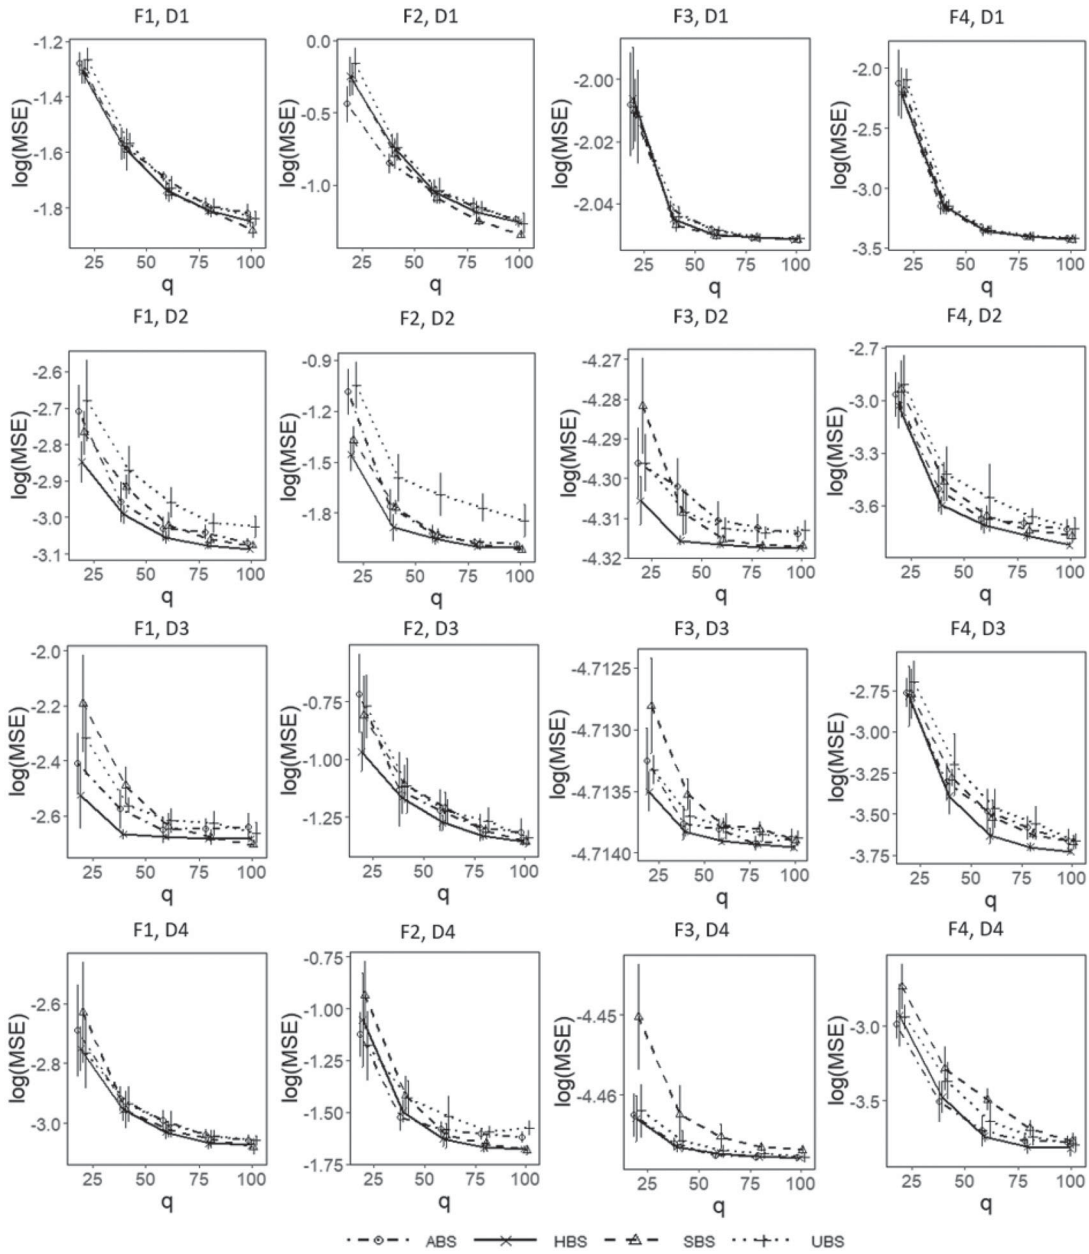 F1, D1 F2, D1 F3, D1 F4, D1
log(MSE) -1.2 -1.4 -1.6 -1.8
log(MSE) 0.0 -0.5 -1.0
log(MSE) -2.00 -2.02 -2.04
log(MSE) -2.0 -2.5 -3.0 -3.5
25 50 75 100 25 50 75 100 25 50 75 100 25 50 75 100
q q q q
F1, D2 F2, D2 F3, D2 F4, D2
log(MSE) -2.6 -2.7 -2.8 -2.9 -3.0 -3.1
log(MSE) -0.9 -1.2 -1.5 -1.8
log(MSE) -4.27 -4.28 -4.29 -4.30 -4.31 -4.32
log(MSE) -2.7 -3.0 -3.3 -3.6
25 50 75 100 25 50 75 100 25 50 75 100 25 50 75 100
q q q q
F1, D3 F2, D3 F3, D3 F4, D3
log(MSE) -2.0 -2.2 -2.4 -2.6
log(MSE) -0.75 -1.00 -1.25
log(MSE) -4.7125 -4.7130 -4.7135 -4.7140
log(MSE) -2.75 -3.00 -3.25 -3.50 -3.75
25 50 75 100 25 50 75 100 25 50 75 100 25 50 75 100
q q q q
F1, D4 F2, D4 F3, D4 F4, D4
log(MSE) -2.6 -2.8 -3.0
log(MSE) -0.75 -1.00 -1.25 -1.50 -1.75
log(MSE) -4.45 -4.46
log(MSE) -3.0 -3.5
25 50 75 100 25 50 75 100 25 50 75 100 25 50 75 100
q q q q
ABS HBS SBS UBS